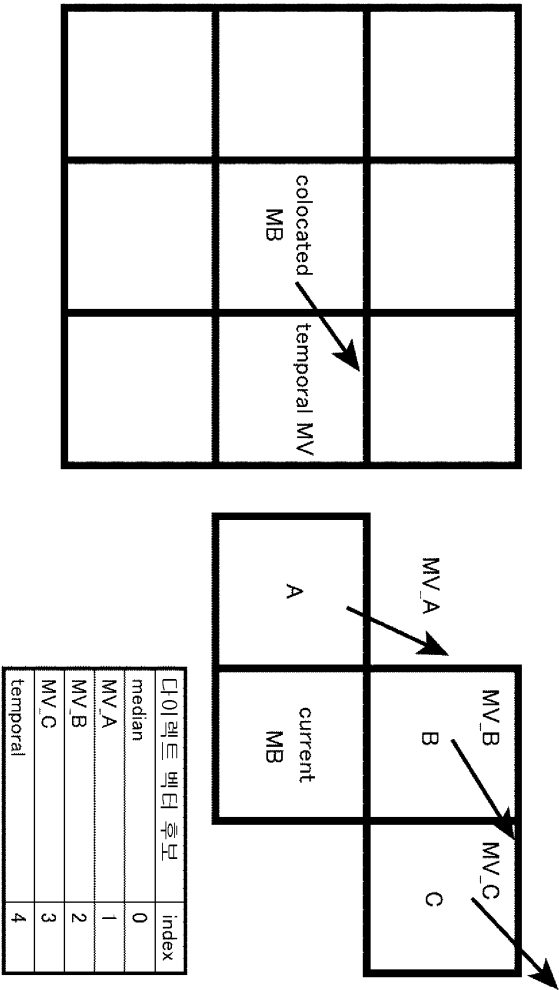 colocated
MB
temporal MV
MV_A
MV_B
MV_C
A
B
C
current
MB
다이렉트 벡터 후보 index
median 0
MV_A 1
MV_B 2
MV_C 3
temporal 4